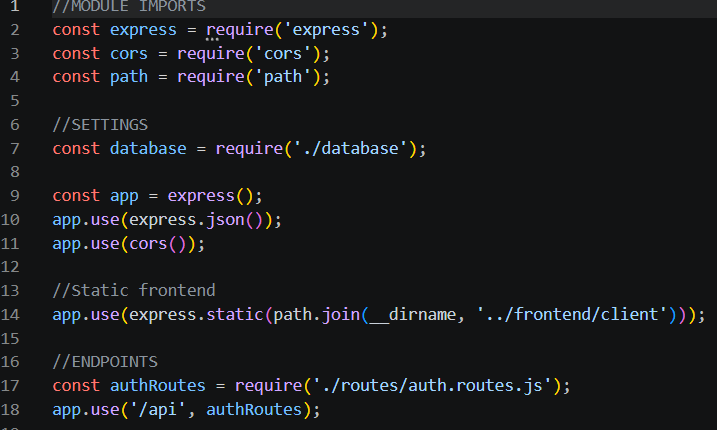 1 //MODULE IMPORTS
2 const express = require('express');
3 const cors = require('cors');
4 const path = require('path');
5
6 //SETTINGS
7 const database = require('./database');
8
9 const app = express();
10 app.use(express.json());
11 app.use(cors());
12
13 //Static frontend
14 app.use(express.static(path.join(__dirname, '../frontend/client')));
15
16 //ENDPOINTS
17 const authRoutes = require('./routes/auth.routes.js');
18 app.use('/api', authRoutes);